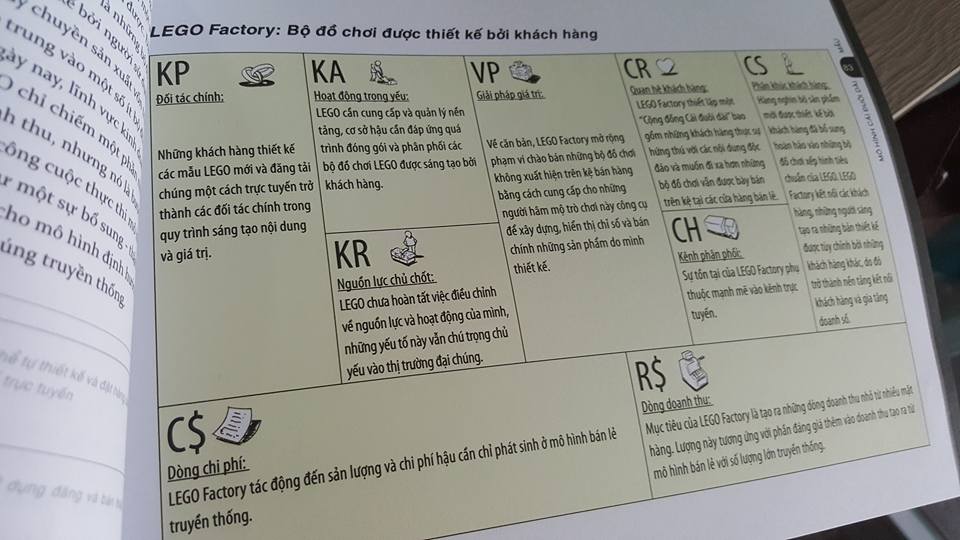 được
là những
kế bởi người sử
chuyền sản xuất
trung vào một số
ngày nay, lĩnh vực kinh
chỉ chiếm một phần
doanh thu, nhưng nó là
công cuộc thực thi
như một sự bổ sung
cho mô hình định
đúng truyền thống.
tự thiết kế và đặt hàng
trực tuyến
dụng đăng và bán
LEGO Factory: Bộ đồ chơi được thiết kế bởi khách hàng
KP
Đối tác chính:
Những khách hàng thiết kế
các mẫu LEGO mới và đăng tải
chúng một cách trực tuyến trở
thành các đối tác chính trong
quy trình sáng tạo nội dung
và giá trị.
KA
Hoạt động trọng yếu:
LEGO cần cung cấp và quản lý nền
tảng, cơ sở hậu cần đáp ứng quá
trình đóng gói và phân phối các
bộ đồ chơi LEGO được sáng tạo bởi
khách hàng.
KR
Nguồn lực chủ chốt:
LEGO chưa hoàn tất việc điều chỉnh
về nguồn lực và hoạt động của mình,
những yếu tố này vẫn chú trọng chủ
yếu vào thị trường đại chúng.
VP
Giải pháp giá trị:
Về căn bản, LEGO Factory mở rộng
phạm vi chào bán những bộ đồ chơi
không xuất hiện trên kệ bán hàng
bằng cách cung cấp cho những
người hâm mộ trò chơi này công cụ
để xây dựng, hiển thị chỉ số và bán
chính những sản phẩm do mình
thiết kế.
CR
Quan hệ khách hàng:
LEGO Factory thiết lập một
"Cộng đồng Cái đuôi dài" bao
gồm những khách hàng thực sự
hứng thú với các nội dung độc
đáo và muốn đi xa hơn những
bộ đồ chơi vẫn được bày bán
trên kệ tại các cửa hàng bán lẻ.
CH
Kênh phân phối:
Sự tồn tại của LEGO Factory phụ
thuộc mạnh mẽ vào kênh trực
tuyến.
CS
Phân khúc khách hàng:
Hàng nghìn bộ sản phẩm
mới được thiết kế bởi
khách hàng đã bổ sung
hoàn hảo vào những bộ
đồ chơi xếp hình tiêu
chuẩn của LEGO. LEGO
Factory kết nối các khách
hàng, những người sáng
tạo ra những bản thiết kế
được tùy chỉnh bởi những
khách hàng khác, do đó
trở thành nền tảng kết nối
khách hàng và gia tăng
doanh số.
C$
Dòng chi phí:
LEGO Factory tác động đến sản lượng và chi phí hậu cần chỉ phát sinh ở mô hình bán lẻ
truyền thống.
R$
Dòng doanh thu:
Mục tiêu của LEGO Factory là tạo ra những dòng doanh thu nhỏ từ nhiều mặt
hàng. Lượng này tương ứng với phần đáng giá thêm vào doanh thu tạo ra từ
mô hình bán lẻ với số lượng lớn truyền thống.
83
MÔ HÌNH CÁI ĐUÔI DÀI